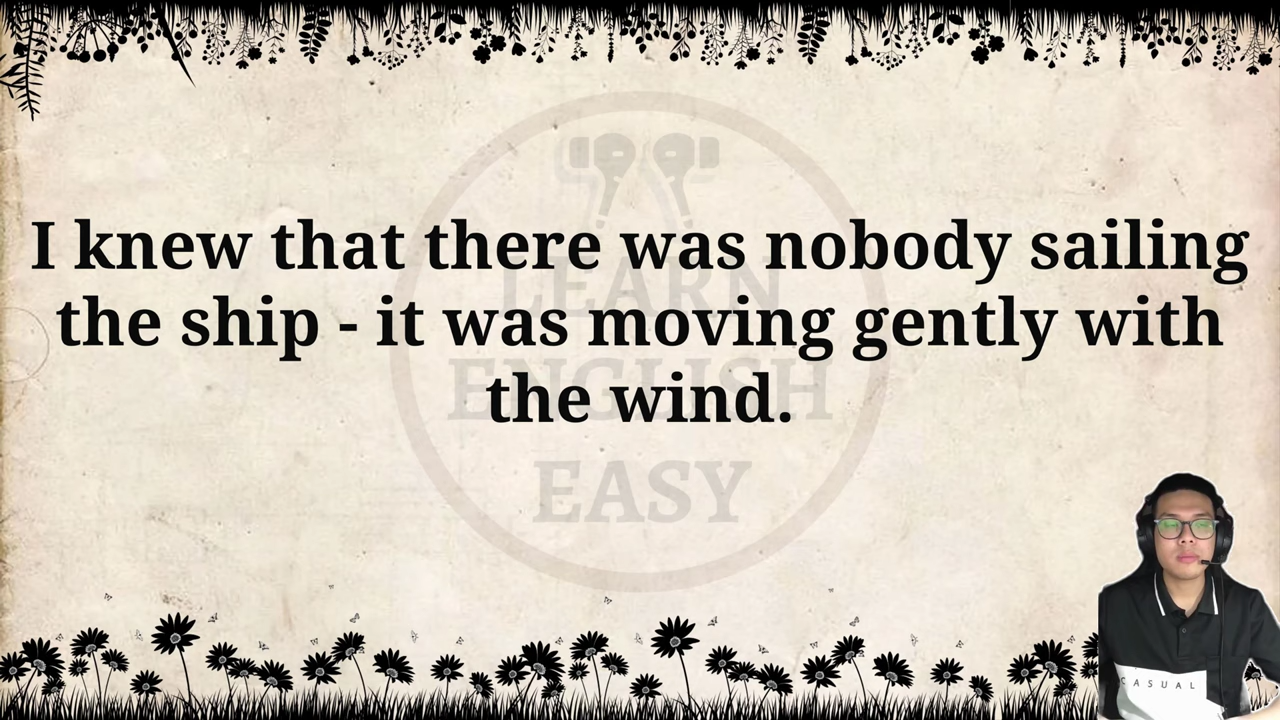 I knew that there was nobody sailing
the ship - it was moving gently with
the wind.
LEARN
ENGLISH
EASY
CASUAL